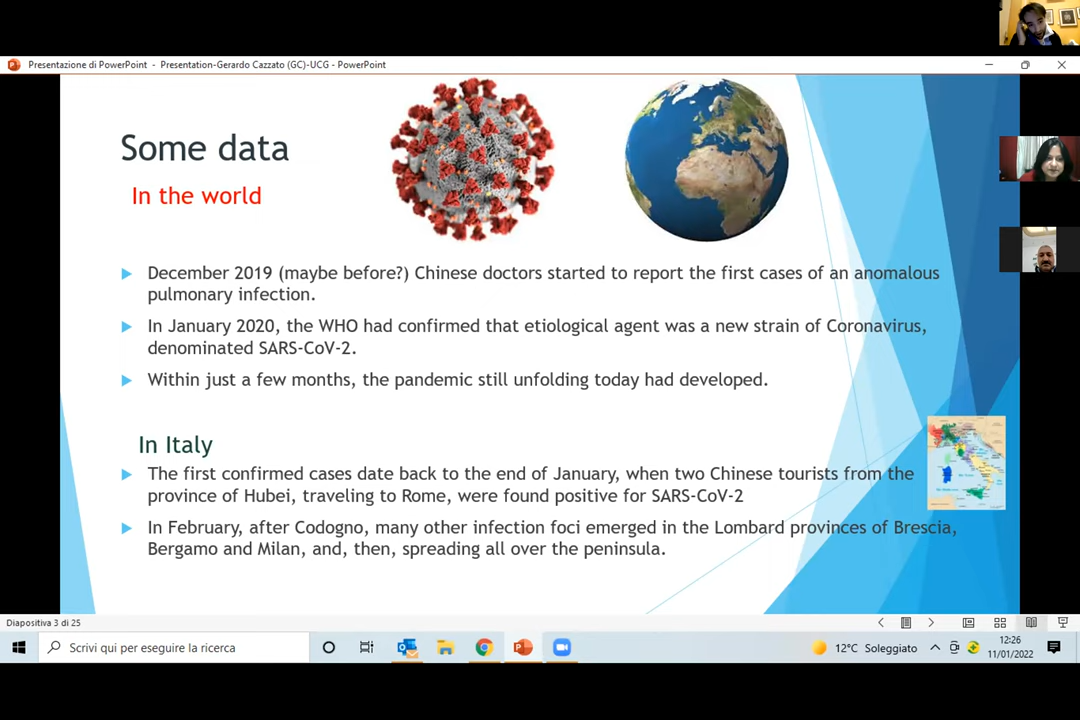 Presentazione di PowerPoint - Presentation-Gerardo Cazzato (GC)-UCG - PowerPoint
Some data
In the world
December 2019 (maybe before?) Chinese doctors started to report the first cases of an anomalous
pulmonary infection.
In January 2020, the WHO had confirmed that etiological agent was a new strain of Coronavirus,
denominated SARS-CoV-2.
Within just a few months, the pandemic still unfolding today had developed.
In Italy
The first confirmed cases date back to the end of January, when two Chinese tourists from the
province of Hubei, traveling to Rome, were found positive for SARS-CoV-2
In February, after Codogno, many other infection foci emerged in the Lombard provinces of Brescia,
Bergamo and Milan, and, then, spreading all over the peninsula.
Diapositiva 3 di 25
Scrivi qui per eseguire la ricerca
12°C Soleggiato
12:26
11/01/2022